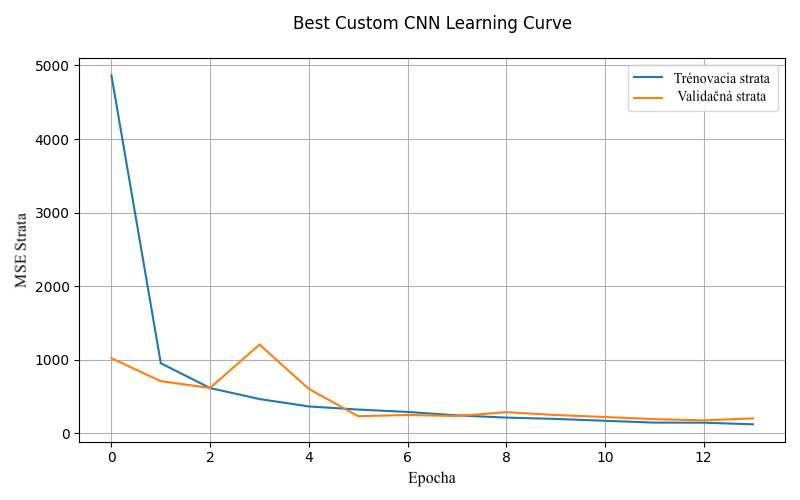 Best Custom CNN Learning Curve
5000
4000
3000
2000
1000
0
MSE Strata
Trénovacia strata
Validačná strata
0 2 4 6 8 10 12
Epocha